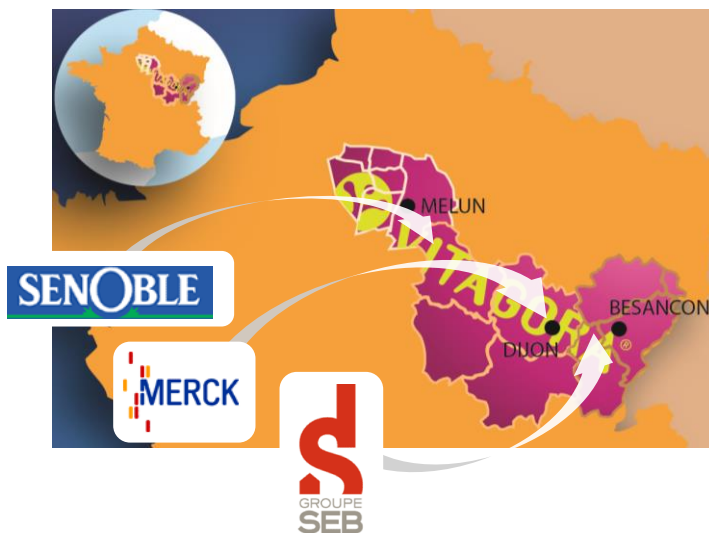 MELUN
VITAGORA®
BESANCON
DIJON
SENOBLE
MERCK
GROUPE
SEB